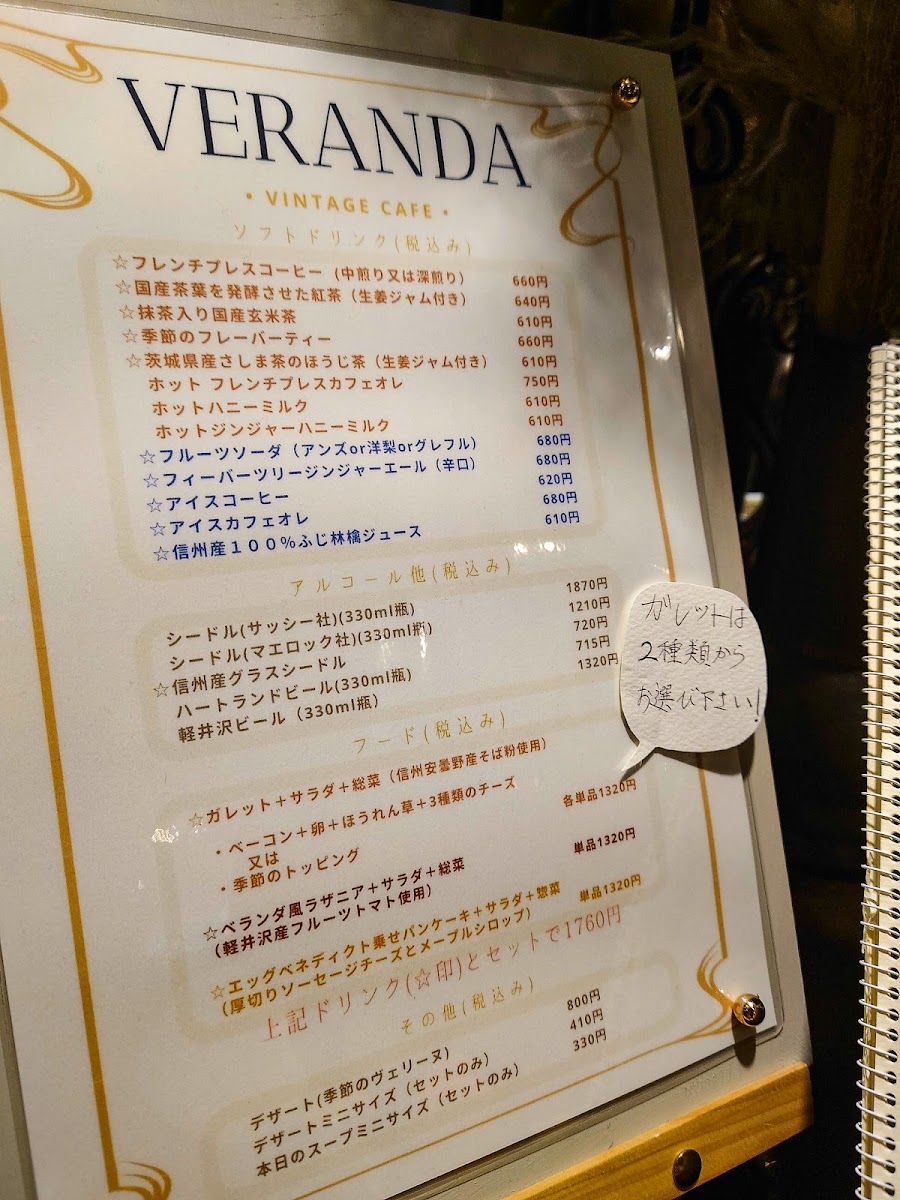 VERANDA
・VINTAGE CAFE・
ソフトドリンク(税込み)
☆フレンチプレスコーヒー (中煎り又は深煎り) 660円
☆国産茶葉を発酵させた紅茶（生姜ジャム付き） 640円
☆抹茶入り国産玄米茶 610円
☆季節のフレーバーティー 660円
☆茨城県産さしま茶のほうじ茶（生姜ジャム付き） 610円
ホット フレンチプレスカフェオレ 750円
ホットハニーミルク 610円
ホットジンジャーハニーミルク 610円
☆フルーツソーダ（アンズor洋梨orグレフル） 680円
☆フィーバーツリージンジャーエール（辛口） 680円
☆アイスコーヒー 620円
☆アイスカフェオレ 680円
☆信州産１００％ふじ林檎ジュース 610円
アルコール他(税込み)
シードル(サッシー社)(330ml瓶) 1870円
シードル(マエロック社)(330ml瓶) 1210円
☆信州産グラスシードル 720円
ハートランドビール(330ml瓶) 715円
軽井沢ビール（330ml瓶） 1320円
ガレットは
2種類から
お選び下さい!
フード(税込み)
☆ガレット＋サラダ＋総菜（信州安曇野産そば粉使用）
・ベーコン＋卵＋ほうれん草＋3種類のチーズ 各単品1320円
又は
・季節のトッピング
☆ベランダ風ラザニア＋サラダ＋総菜 単品1320円
（軽井沢産フルーツトマト使用）
☆エッグベネディクト乗せパンケーキ＋サラダ＋惣菜 単品1320円
（厚切りソーセージチーズとメープルシロップ）
上記ドリンク(☆印)とセットで1760円
その他(税込み)
デザート(季節のヴェリーヌ) 800円
デザートミニサイズ（セットのみ） 410円
本日のスープミニサイズ（セットのみ） 330円